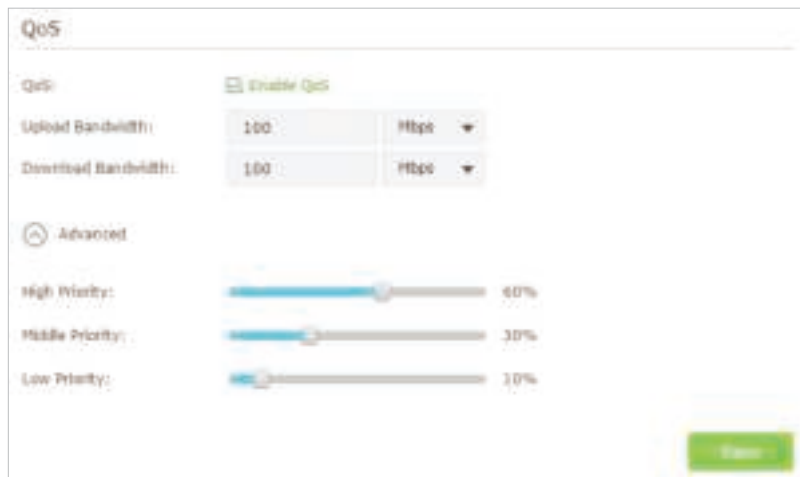 QoS
QoS:
Enable QoS
Upload Bandwidth:
100
Mbps
Download Bandwidth:
100
Mbps
Advanced
High Priority:
60%
Middle Priority:
30%
Low Priority:
10%
Save